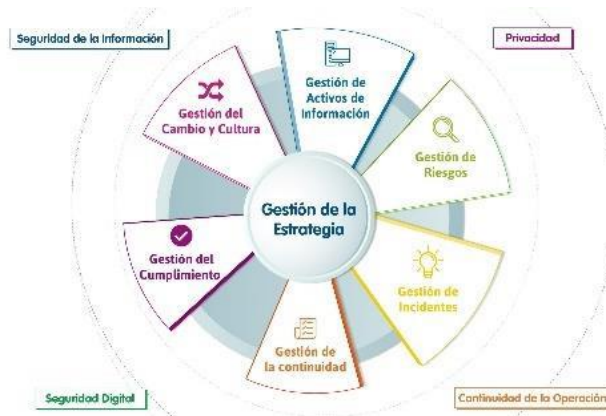 Seguridad de la Información
Privacidad
Gestión de
Activos de
Información
Gestión del
Cambio y Cultura
Gestión de
Riesgos
Gestión de la
Estrategia
Gestión del
Cumplimiento
Gestión de
Incidentes
Gestión de
la continuidad
Seguridad Digital
Continuidad de la Operación